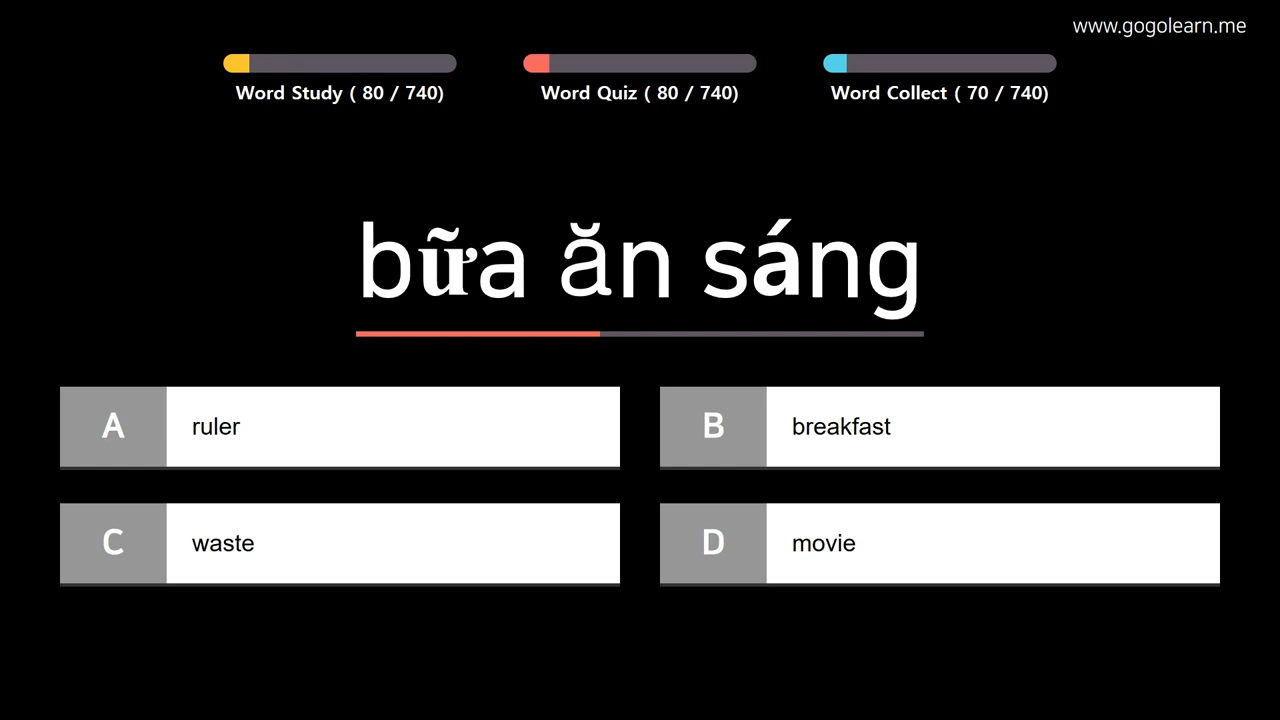 www.gogolearn.me
Word Study ( 80 / 740)
Word Quiz ( 80 / 740)
Word Collect ( 70 / 740)
bữa ăn sáng
A ruler
B breakfast
C waste
D movie